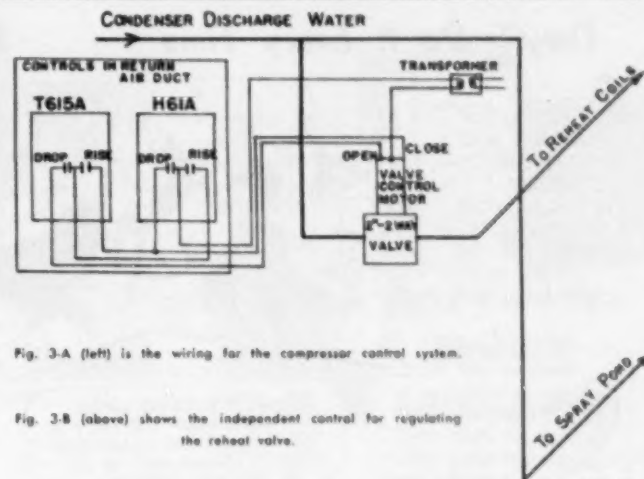 CONDENSER DISCHARGE WATER
CONTROLS IN RETURN
AIR DUCT
TRANSFORMER
T615A
H61A
DROP
RISE
DROP
RISE
OPEN
CLOSE
VALVE
CONTROL
MOTOR
2"-2 WAY
VALVE
TO REHEAT COILS
TO SPRAY POND
Fig. 3-A (left) is the wiring for the compressor control system.
Fig. 3-B (above) shows the independent control for regulating
the reheat valve.